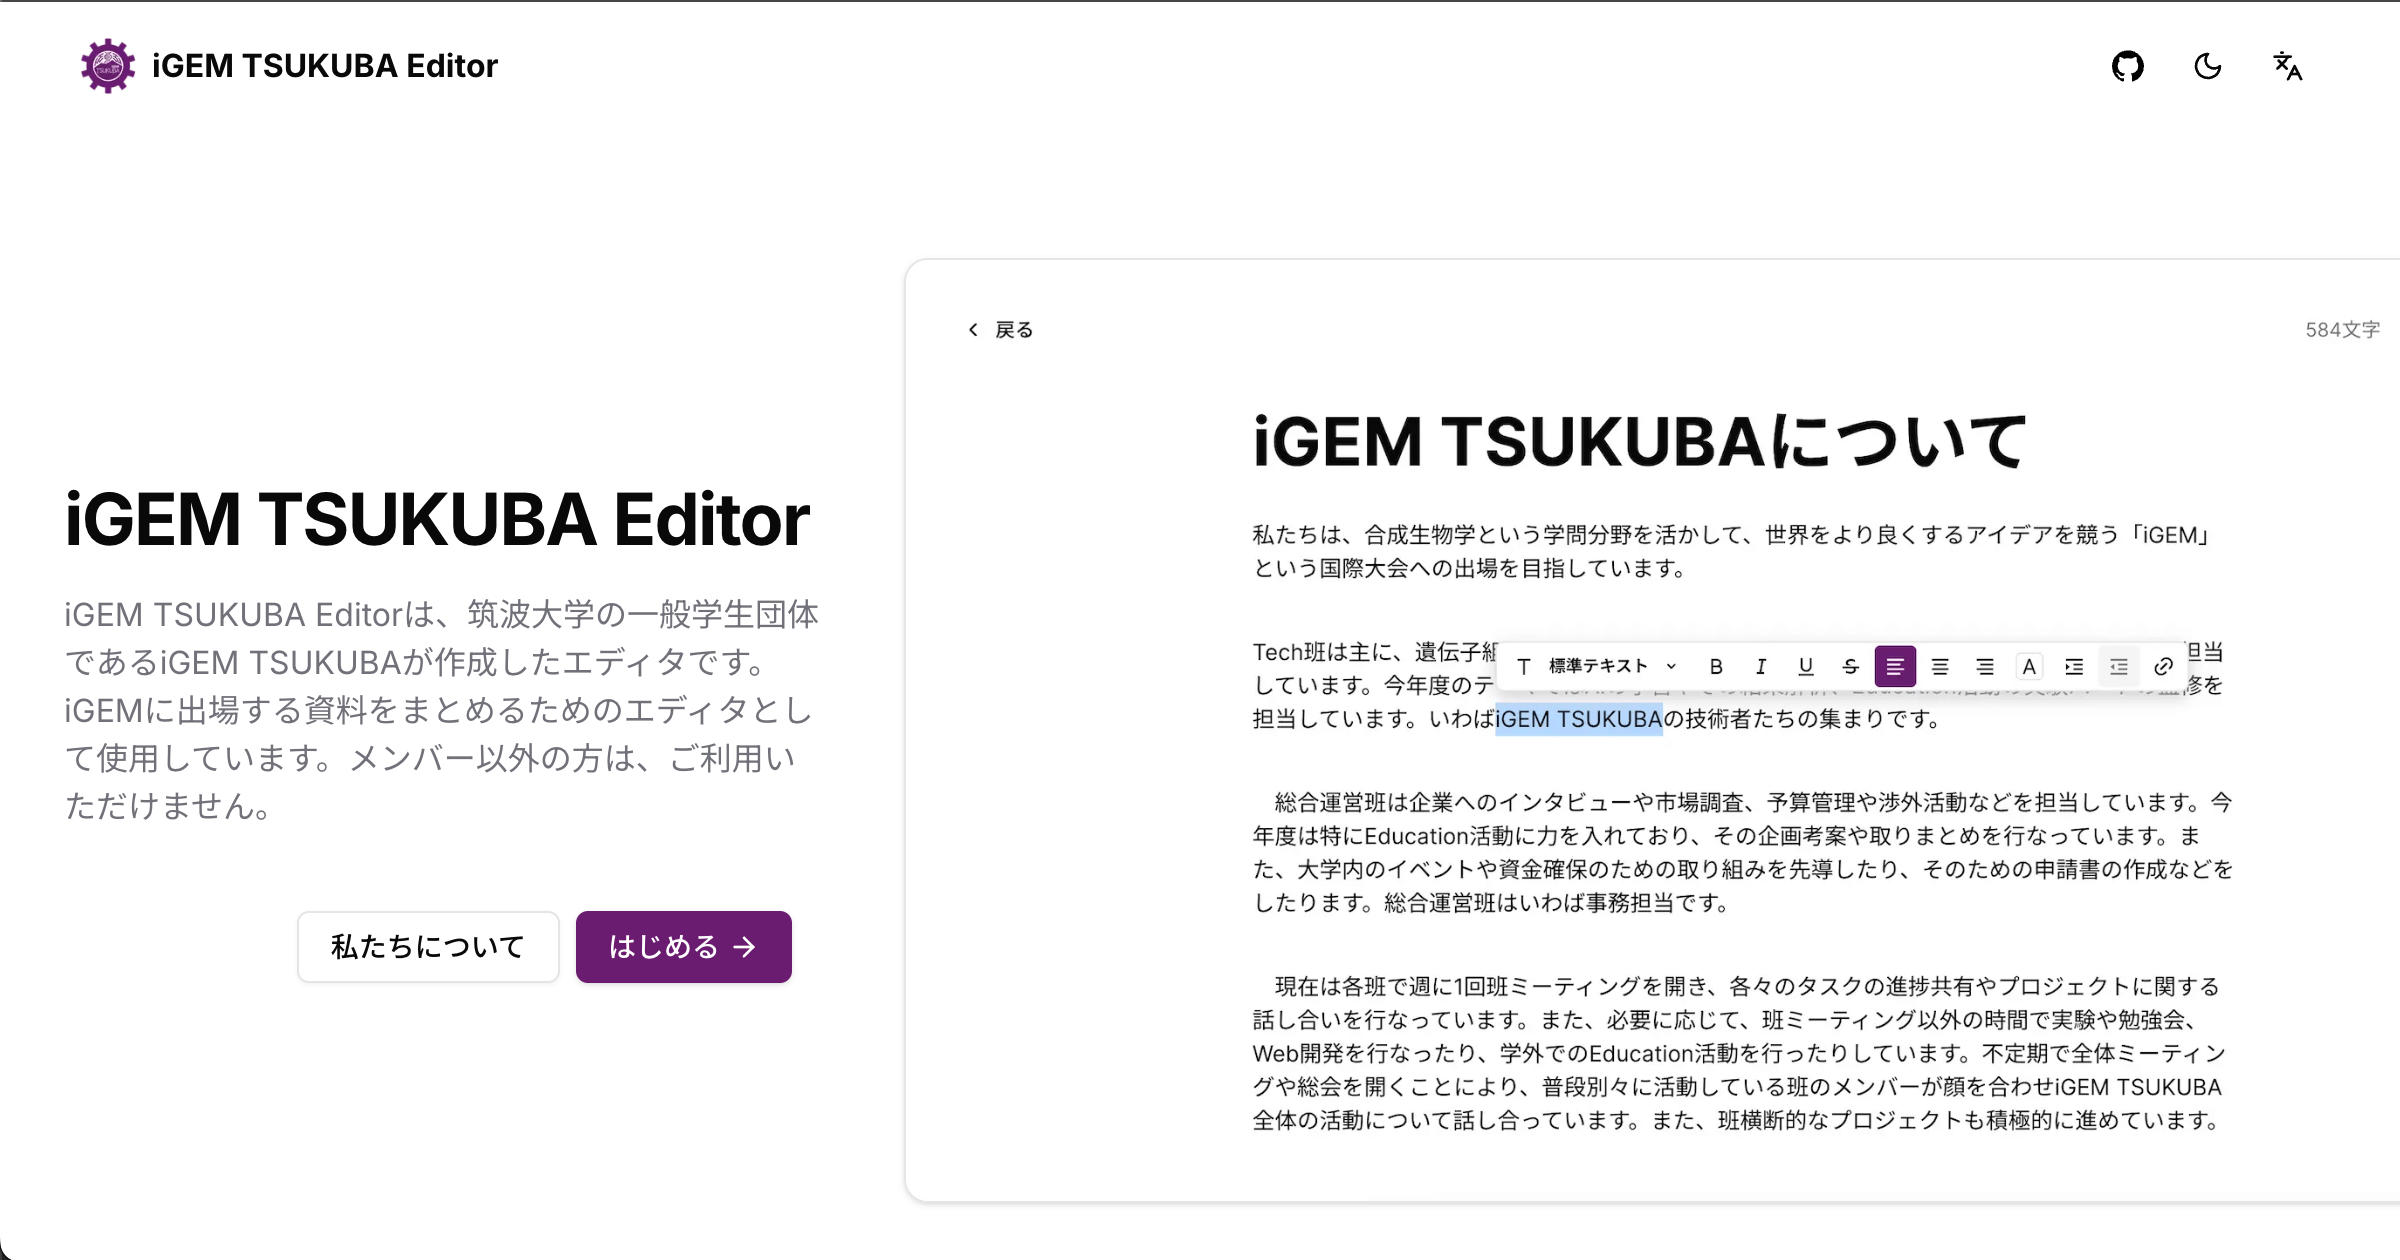 iGEM TSUKUBA Editor
iGEM TSUKUBA Editor
iGEM TSUKUBA Editorは、筑波大学の一般学生団体
であるiGEM TSUKUBAが作成したエディタです。
iGEMに出場する資料をまとめるためのエディタとし
て使用しています。メンバー以外の方は、ご利用い
ただけません。
私たちについて
はじめる →
戻る
584文字
iGEM TSUKUBAについて
私たちは、合成生物学という学問分野を活かして、世界をより良くするアイデアを競う「iGEM」
という国際大会への出場を目指しています。
Tech班は主に、遺伝子組
担当
T 標準テキスト B I U S A
しています。今年度のテ
修を
担当しています。いわばiGEM TSUKUBAの技術者たちの集まりです。
総合運営班は企業へのインタビューや市場調査、予算管理や渉外活動などを担当しています。今
年度は特にEducation活動に力を入れており、その企画考案や取りまとめを行なっています。ま
た、大学内のイベントや資金確保のための取り組みを先導したり、そのための申請書の作成などを
したります。総合運営班はいわば事務担当です。
現在は各班で週に1回班ミーティングを開き、各々のタスクの進捗共有やプロジェクトに関する
話し合いを行なっています。また、必要に応じて、班ミーティング以外の時間で実験や勉強会、
Web開発を行なったり、学外でのEducation活動を行ったりしています。不定期で全体ミーティン
グや総会を開くことにより、普段別々に活動している班のメンバーが顔を合わせiGEM TSUKUBA
全体の活動について話し合っています。また、班横断的なプロジェクトも積極的に進めています。